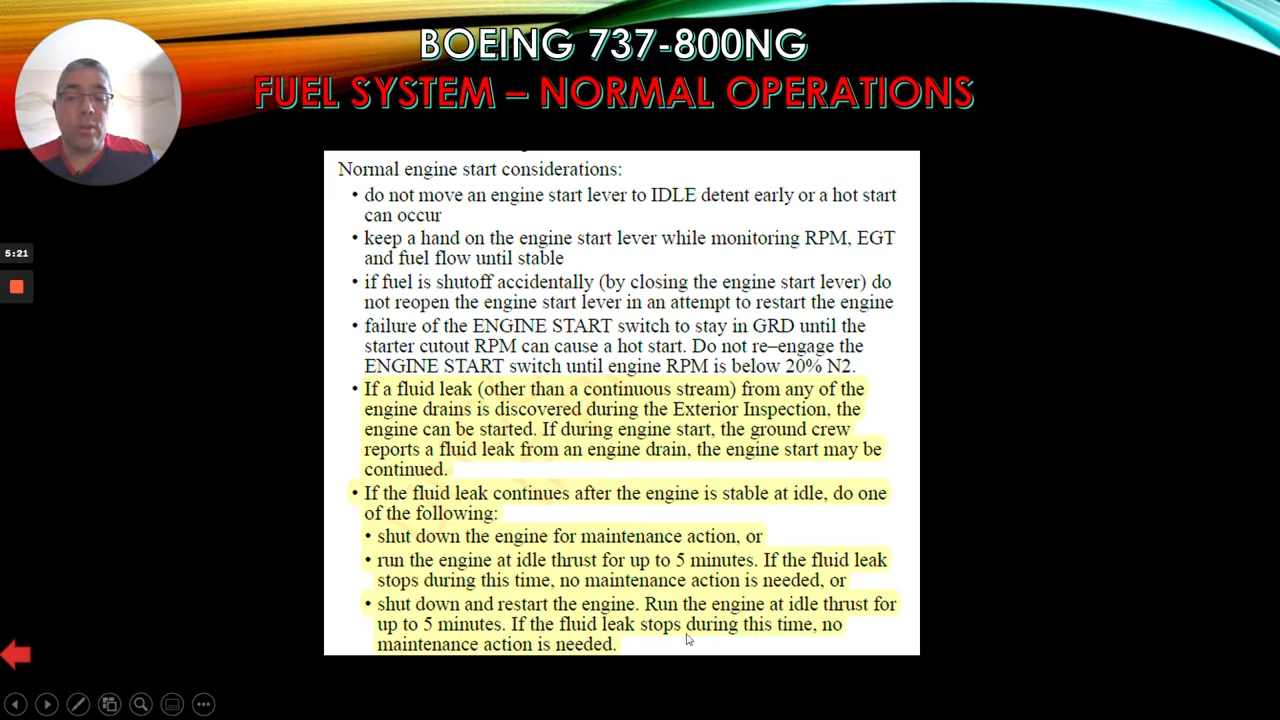 BOEING 737-800NG
FUEL SYSTEM – NORMAL OPERATIONS
5:21
Normal engine start considerations:
• do not move an engine start lever to IDLE detent early or a hot start
can occur
• keep a hand on the engine start lever while monitoring RPM, EGT
and fuel flow until stable
• if fuel is shutoff accidentally (by closing the engine start lever) do
not reopen the engine start lever in an attempt to restart the engine
• failure of the ENGINE START switch to stay in GRD until the
starter cutout RPM can cause a hot start. Do not re–engage the
ENGINE START switch until engine RPM is below 20% N2.
• If a fluid leak (other than a continuous stream) from any of the
engine drains is discovered during the Exterior Inspection, the
engine can be started. If during engine start, the ground crew
reports a fluid leak from an engine drain, the engine start may be
continued.
• If the fluid leak continues after the engine is stable at idle, do one
of the following:
• shut down the engine for maintenance action, or
• run the engine at idle thrust for up to 5 minutes. If the fluid leak
stops during this time, no maintenance action is needed, or
• shut down and restart the engine. Run the engine at idle thrust for
up to 5 minutes. If the fluid leak stops during this time, no
maintenance action is needed.